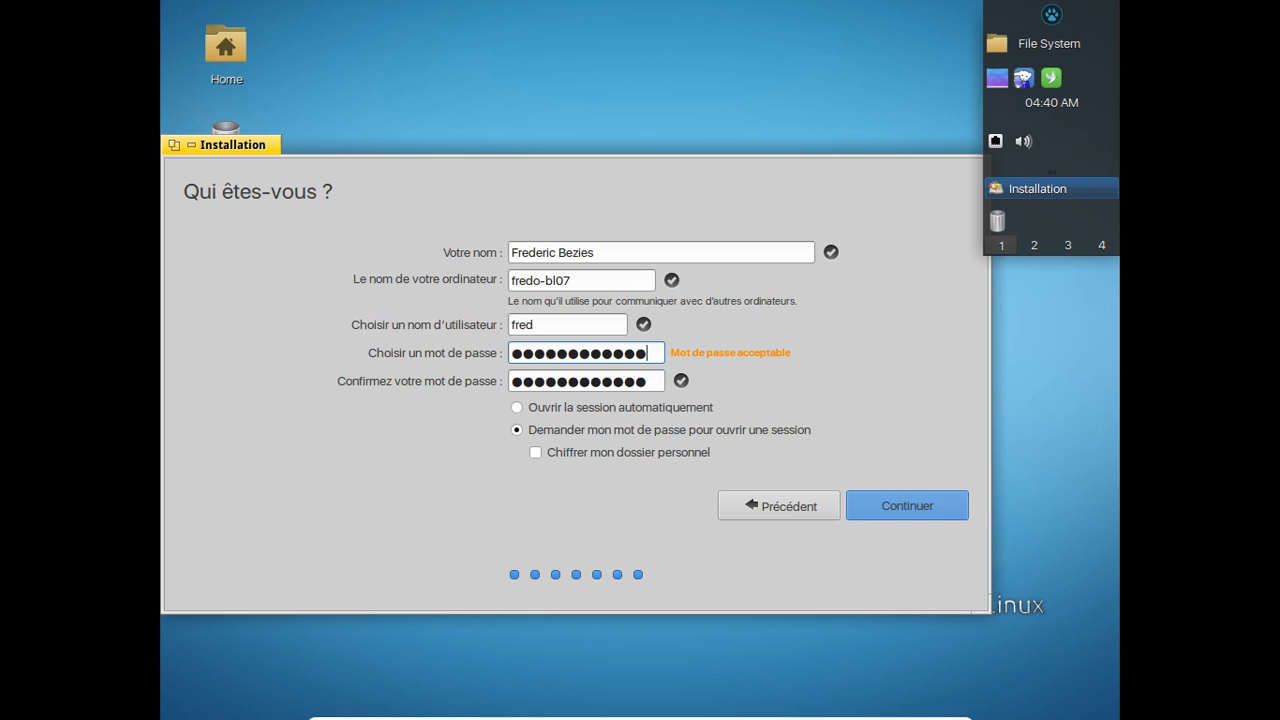 Home
File System
04:40 AM
Installation
1 2 3 4
Installation
Qui êtes-vous ?
Votre nom : Frederic Bezies
Le nom de votre ordinateur : fredo-bl07
Le nom qu'il utilise pour communiquer avec d'autres ordinateurs.
Choisir un nom d'utilisateur : fred
Choisir un mot de passe : ●●●●●●●●●●●● Mot de passe acceptable
Confirmez votre mot de passe : ●●●●●●●●●●●●
Ouvrir la session automatiquement
Demander mon mot de passe pour ouvrir une session
Chiffrer mon dossier personnel
Précédent Continuer
Linux